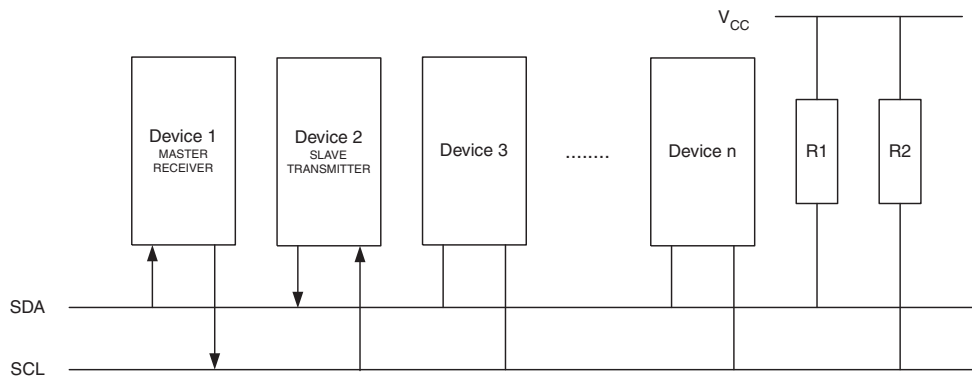 V_CC
Device 1
MASTER
RECEIVER
Device 2
SLAVE
TRANSMITTER
Device 3
........
Device n
R1
R2
SDA
SCL